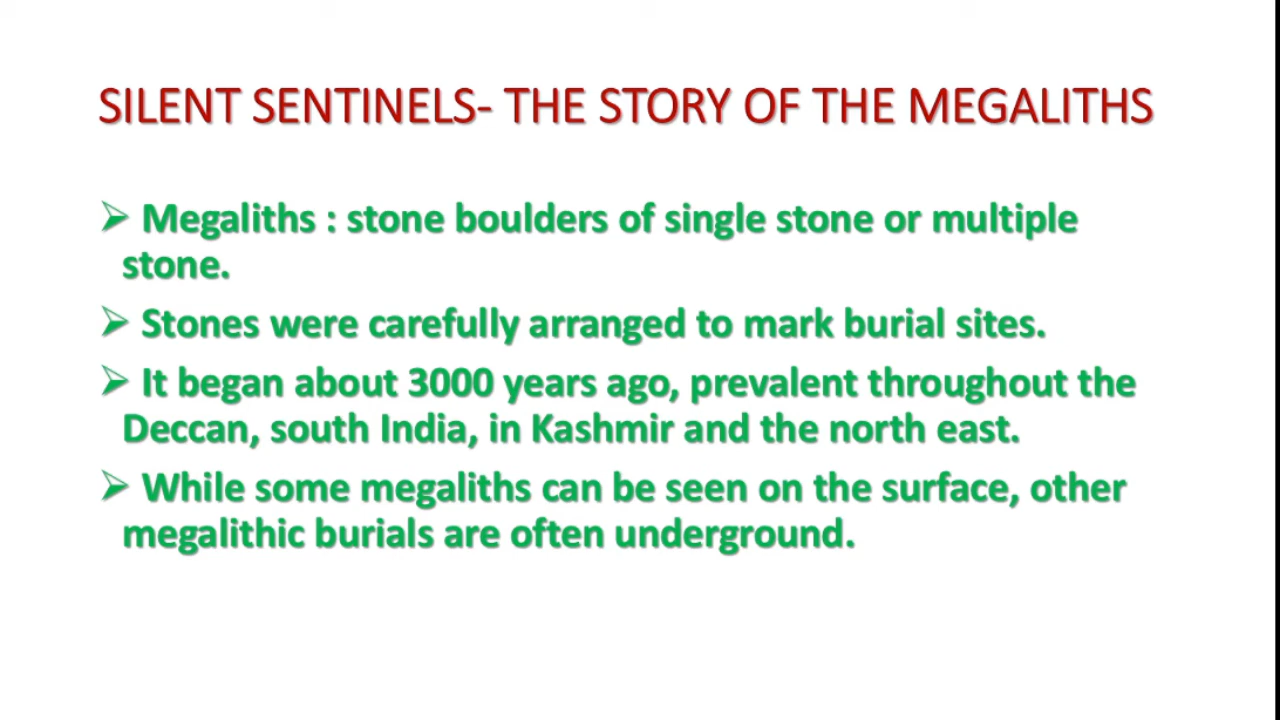 SILENT SENTINELS- THE STORY OF THE MEGALITHS
➢ Megaliths : stone boulders of single stone or multiple
stone.
➢ Stones were carefully arranged to mark burial sites.
➢ It began about 3000 years ago, prevalent throughout the
Deccan, south India, in Kashmir and the north east.
➢ While some megaliths can be seen on the surface, other
megalithic burials are often underground.